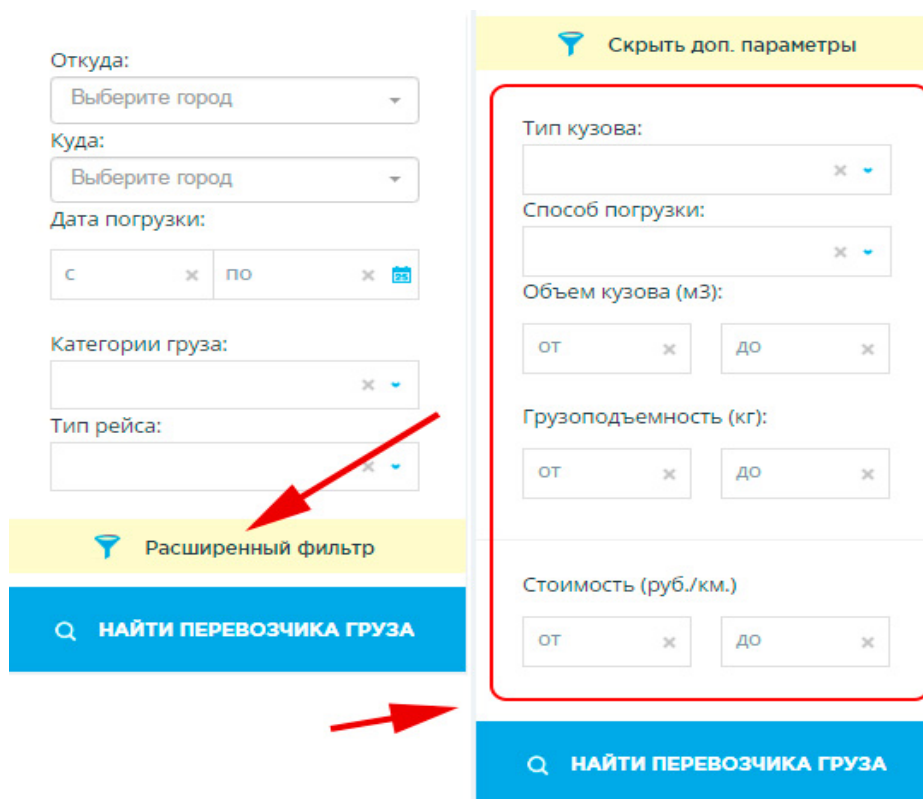 Откуда:
Выберите город
Куда:
Выберите город
Дата погрузки:
с по 25
Категории груза:
Тип рейса:
Расширенный фильтр
НАЙТИ ПЕРЕВОЗЧИКА ГРУЗА
Скрыть доп. параметры
Тип кузова:
Способ погрузки:
Объем кузова (м3):
от до
Грузоподъемность (кг):
от до
Стоимость (руб./км.)
от до
НАЙТИ ПЕРЕВОЗЧИКА ГРУЗА